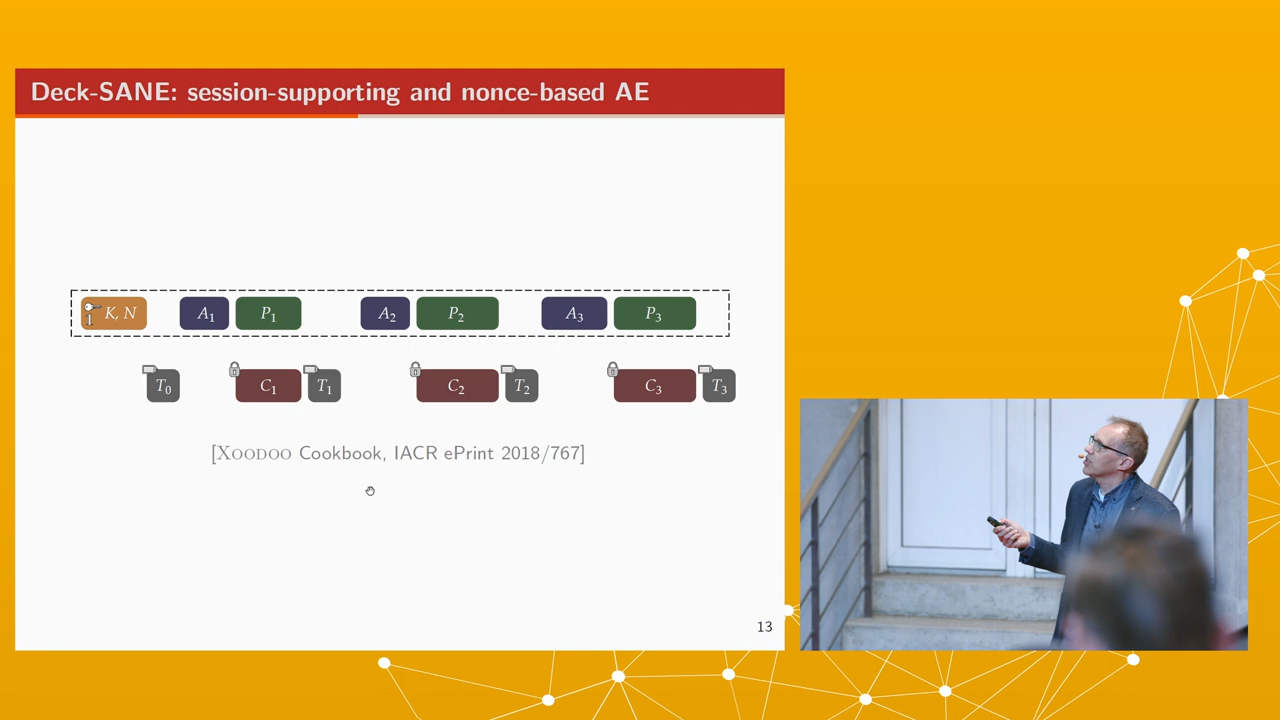 Deck-SANE: session-supporting and nonce-based AE
K, N A₁ P₁ A₂ P₂ A₃ P₃
T₀ C₁ T₁ C₂ T₂ C₃ T₃
[Xoodoo Cookbook, IACR ePrint 2018/767]
13